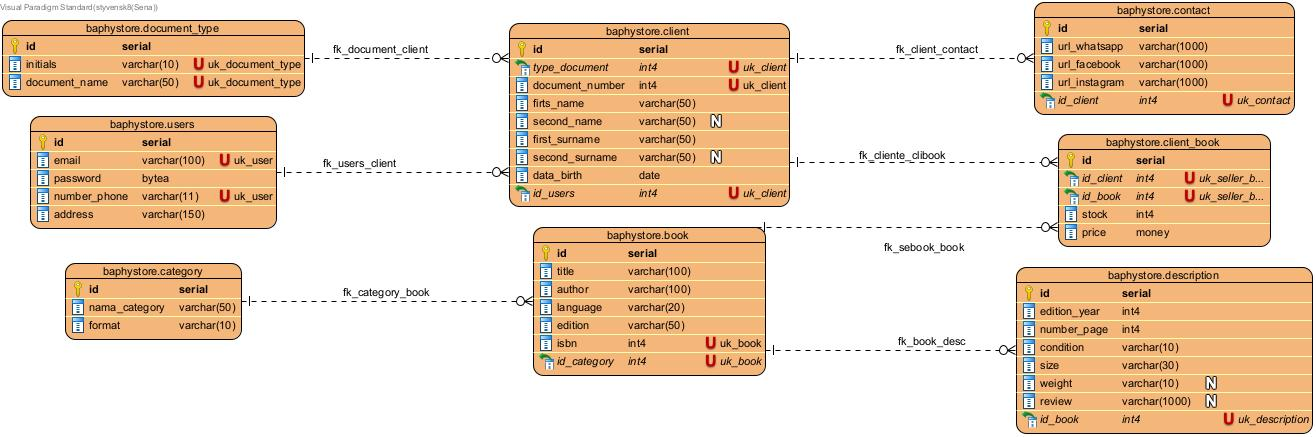 Visual Paradigm Standard(styvensk8(Sena))
baphystore.document_type
id serial
initials varchar(10) U uk_document_type
document_name varchar(50) U uk_document_type
fk_document_client
baphystore.client
id serial
type_document int4 U uk_client
document_number int4 U uk_client
firts_name varchar(50)
second_name varchar(50) N
first_surname varchar(50)
second_surname varchar(50) N
data_birth date
id_users int4 U uk_client
fk_client_contact
baphystore.contact
id serial
url_whatsapp varchar(1000)
url_facebook varchar(1000)
url_instagram varchar(1000)
id_client int4 U uk_contact
baphystore.users
id serial
email varchar(100) U uk_user
password bytea
number_phone varchar(11) U uk_user
address varchar(150)
fk_users_client
fk_cliente_clibook
baphystore.client_book
id serial
id_client int4 U uk_seller_b...
id_book int4 U uk_seller_b...
stock int4
price money
fk_sebook_book
baphystore.category
id serial
nama_category varchar(50)
format varchar(10)
fk_category_book
baphystore.book
id serial
title varchar(100)
author varchar(100)
language varchar(20)
edition varchar(50)
isbn int4 U uk_book
id_category int4 U uk_book
fk_book_desc
baphystore.description
id serial
edition_year int4
number_page int4
condition varchar(10)
size varchar(30)
weight varchar(10) N
review varchar(1000) N
id_book int4 U uk_description